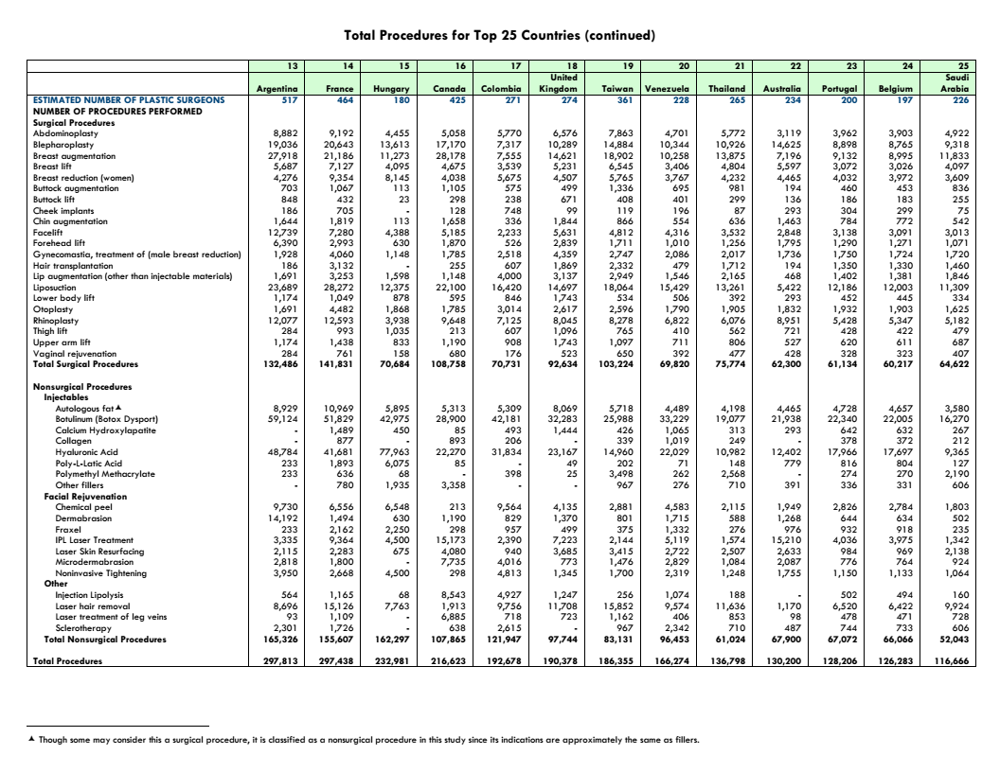 Total Procedures for Top 25 Countries (continued)
13 14 15 16 17 18 19 20 21 22 23 24 25
Argentina France Hungary Canada Colombia United Kingdom Taiwan Venezuela Thailand Australia Portugal Belgium Saudi Arabia
ESTIMATED NUMBER OF PLASTIC SURGEONS 517 464 180 425 271 274 361 228 265 234 200 197 226
NUMBER OF PROCEDURES PERFORMED
Surgical Procedures
Abdominoplasty 8,882 9,192 4,455 5,058 5,770 6,576 7,863 4,701 5,772 3,119 3,962 3,903 4,922
Blepharoplasty 19,036 20,643 13,613 17,170 7,317 10,289 14,884 10,344 10,926 14,625 8,898 8,765 9,318
Breast augmentation 27,918 21,186 11,273 28,178 7,555 14,621 18,902 10,258 13,875 7,196 9,132 8,995 11,833
Breast lift 5,687 7,127 4,095 4,675 3,539 5,231 6,545 3,406 4,804 5,597 3,072 3,026 4,097
Breast reduction (women) 4,276 9,354 8,145 4,038 5,675 4,507 5,765 3,767 4,232 4,465 4,032 3,972 3,609
Buttock augmentation 703 1,067 113 1,105 575 499 1,336 695 981 194 460 453 836
Buttock lift 848 432 23 298 238 671 408 401 299 136 186 183 255
Cheek implants 186 705 - 128 748 99 119 196 87 293 304 299 75
Chin augmentation 1,644 1,819 113 1,658 336 1,844 866 554 636 1,463 784 772 542
Facelift 12,739 7,280 4,388 5,185 2,233 5,631 4,812 4,316 3,532 2,848 3,138 3,091 3,013
Forehead lift 6,390 2,993 630 1,870 526 2,839 1,711 1,010 1,256 1,795 1,290 1,271 1,071
Gynecomastia, treatment of (male breast reduction) 1,928 4,060 1,148 1,785 2,518 4,359 2,747 2,086 2,017 1,736 1,750 1,724 1,720
Hair transplantation 186 3,132 - 255 607 1,869 2,332 479 1,712 194 1,350 1,330 1,460
Lip augmentation (other than injectable materials) 1,691 3,253 1,598 1,148 4,000 3,137 2,949 1,546 2,165 468 1,402 1,381 1,846
Liposuction 23,689 28,272 12,375 22,100 16,420 14,697 18,064 15,429 13,261 5,422 12,186 12,003 11,309
Lower body lift 1,174 1,049 878 595 846 1,743 534 506 392 293 452 445 334
Otoplasty 1,691 4,482 1,868 1,785 3,014 2,617 2,596 1,790 1,905 1,832 1,932 1,903 1,625
Rhinoplasty 12,077 12,593 3,938 9,648 7,125 8,045 8,278 6,822 6,076 8,951 5,428 5,347 5,182
Thigh lift 284 993 1,035 213 607 1,096 765 410 562 721 428 422 479
Upper arm lift 1,174 1,438 833 1,190 908 1,743 1,097 711 806 527 620 611 687
Vaginal rejuvenation 284 761 158 680 176 523 650 392 477 428 328 323 407
Total Surgical Procedures 132,486 141,831 70,684 108,758 70,731 92,634 103,224 69,820 75,774 62,300 61,134 60,217 64,622
Nonsurgical Procedures
Injectables
Autologous fat▲ 8,929 10,969 5,895 5,313 5,309 8,069 5,718 4,489 4,198 4,465 4,728 4,657 3,580
Botulinum (Botox Dysport) 59,124 51,829 42,975 28,900 42,181 32,283 25,988 33,229 19,077 21,938 22,340 22,005 16,270
Calcium Hydroxylapatite - 1,489 450 85 493 1,444 426 1,065 313 293 642 632 267
Collagen - 877 - 893 206 - 339 1,019 249 - 378 372 212
Hyaluronic Acid 48,784 41,681 77,963 22,270 31,834 23,167 14,960 22,029 10,982 12,402 17,966 17,697 9,365
Poly-L-Latic Acid 233 1,893 6,075 85 - 49 202 71 148 779 816 804 127
Polymethyl Methacrylate 233 636 68 - 398 25 3,498 262 2,568 - 274 270 2,190
Other fillers - 780 1,935 3,358 - - 967 276 710 391 336 331 606
Facial Rejuvenation
Chemical peel 9,730 6,556 6,548 213 9,564 4,135 2,881 4,583 2,115 1,949 2,826 2,784 1,803
Dermabrasion 14,192 1,494 630 1,190 829 1,370 801 1,715 588 1,268 644 634 502
Fraxel 233 2,162 2,250 298 957 499 375 1,332 276 976 932 918 235
IPL Laser Treatment 3,335 9,364 4,500 15,173 2,390 7,223 2,144 5,119 1,574 15,210 4,036 3,975 1,342
Laser Skin Resurfacing 2,115 2,283 675 4,080 940 3,685 3,415 2,722 2,507 2,633 984 969 2,138
Microdermabrasion 2,818 1,800 - 7,735 4,016 773 1,476 2,829 1,084 2,087 776 764 924
Noninvasive Tightening 3,950 2,668 4,500 298 4,813 1,345 1,700 2,319 1,248 1,755 1,150 1,133 1,064
Other
Injection Lipolysis 564 1,165 68 8,543 4,927 1,247 256 1,074 188 - 502 494 160
Laser hair removal 8,696 15,126 7,763 1,913 9,756 11,708 15,852 9,574 11,636 1,170 6,520 6,422 9,924
Laser treatment of leg veins 93 1,109 - 6,885 718 723 1,162 406 853 98 478 471 728
Sclerotherapy 2,301 1,726 - 638 2,615 - 967 2,342 710 487 744 733 606
Total Nonsurgical Procedures 165,326 155,607 162,297 107,865 121,947 97,744 83,131 96,453 61,024 67,900 67,072 66,066 52,043
Total Procedures 297,813 297,438 232,981 216,623 192,678 190,378 186,355 166,274 136,798 130,200 128,206 126,283 116,666
▲ Though some may consider this a surgical procedure, it is classified as a nonsurgical procedure in this study since its indications are approximately the same as fillers.